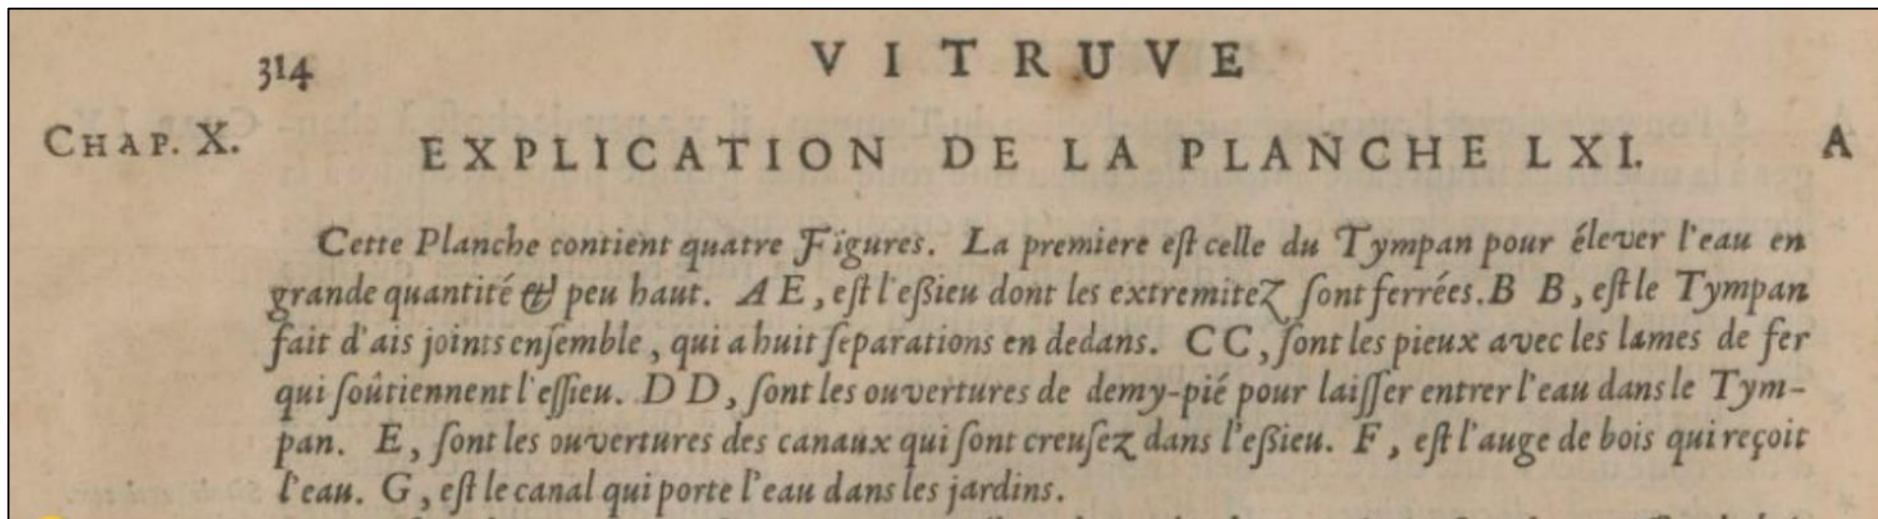 314
VITRUVE
CHAP. X.
EXPLICATION DE LA PLANCHE LXI.
A
Cette Planche contient quatre Figures. La premiere eſt celle du Tympan pour élever l'eau en
grande quantité & peu haut. A E, eſt l'eßieu dont les extremitez ſont ferrées. B B, eſt le Tympan
fait d'ais joints enſemble, qui a huit ſeparations en dedans. C C, ſont les pieux avec les lames de fer
qui ſoûtiennent l'eſſieu. D D, ſont les ouvertures de demy-pié pour laiſſer entrer l'eau dans le Tym-
pan. E, ſont les ouvertures des canaux qui ſont creuſez dans l'eßieu. F, eſt l'auge de bois qui reçoit
l'eau. G, eſt le canal qui porte l'eau dans les jardins.